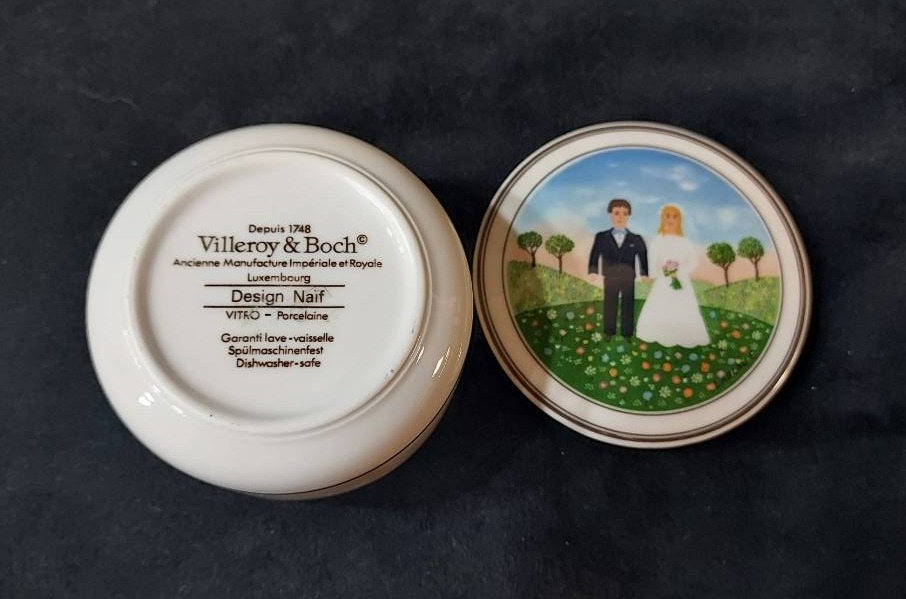 Depuis 1748
Villeroy & Boch©
Ancienne Manufacture Impériale et Royale
Luxembourg
Design Naïf
VITRO - Porcelaine
Garanti lave-vaisselle
Spülmaschinenfest
Dishwasher-safe